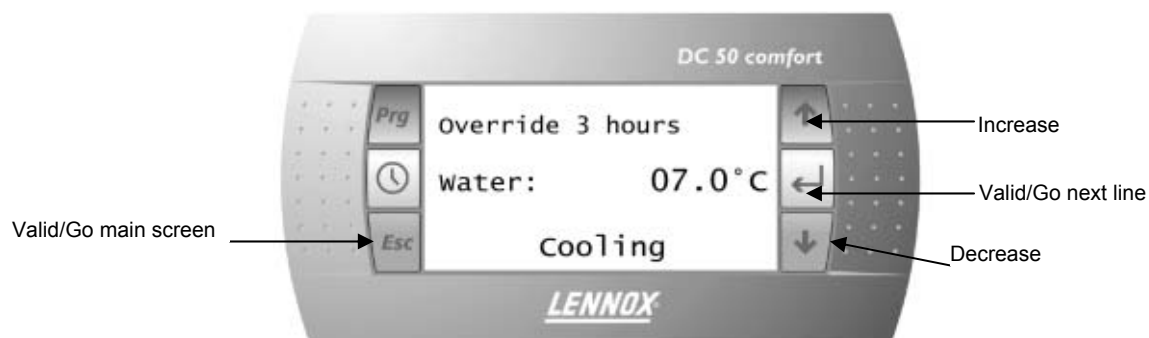 DC 50 comfort
Prg
Override 3 hours
Increase
Water: 07.0°C
Valid/Go next line
Valid/Go main screen
Esc
Cooling
Decrease
LENNOX